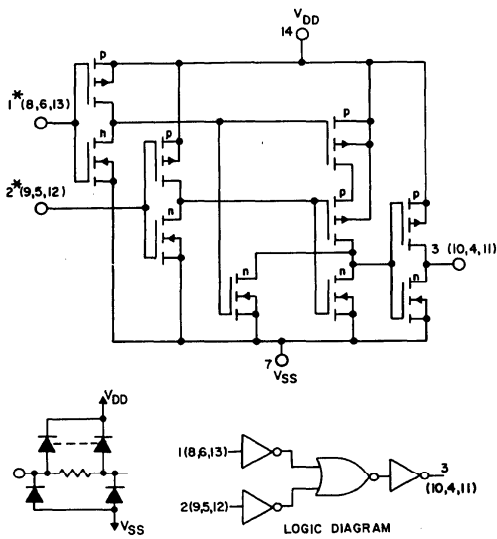 VDD
14
p
p
1*(8,6,13)
n
p
p
2*(9,5,12)
p
p
n
3 (10,4,11)
n
n
n
7
VSS
VDD
VSS
1(8,6,13)
2(9,5,12)
3
(10,4,11)
LOGIC DIAGRAM